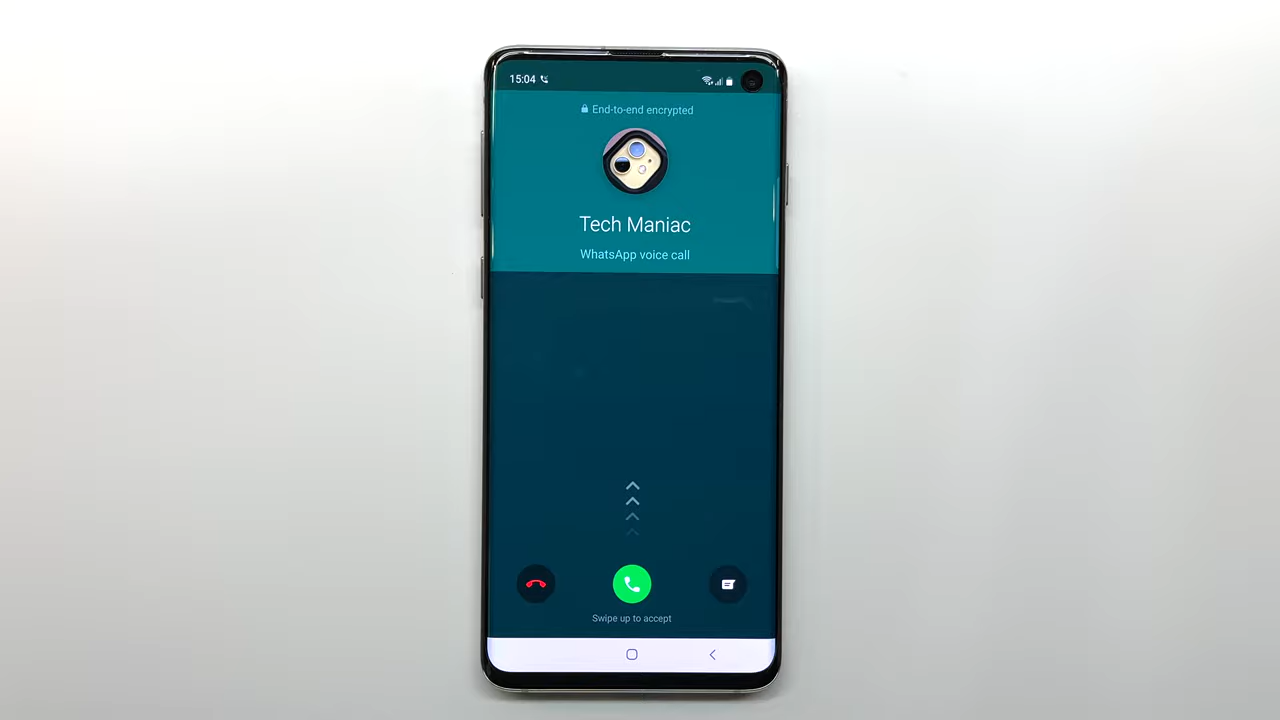 15:04
End-to-end encrypted
Tech Maniac
WhatsApp voice call
Swipe up to accept